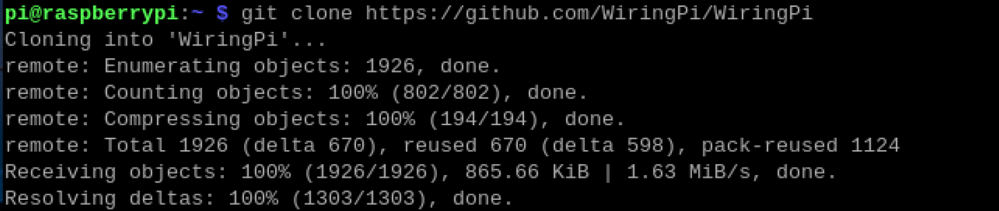 pi@raspberrypi:~ $ git clone https://github.com/WiringPi/WiringPi
Cloning into 'WiringPi'...
remote: Enumerating objects: 1926, done.
remote: Counting objects: 100% (802/802), done.
remote: Compressing objects: 100% (194/194), done.
remote: Total 1926 (delta 670), reused 670 (delta 598), pack-reused 1124
Receiving objects: 100% (1926/1926), 865.66 KiB | 1.63 MiB/s, done.
Resolving deltas: 100% (1303/1303), done.